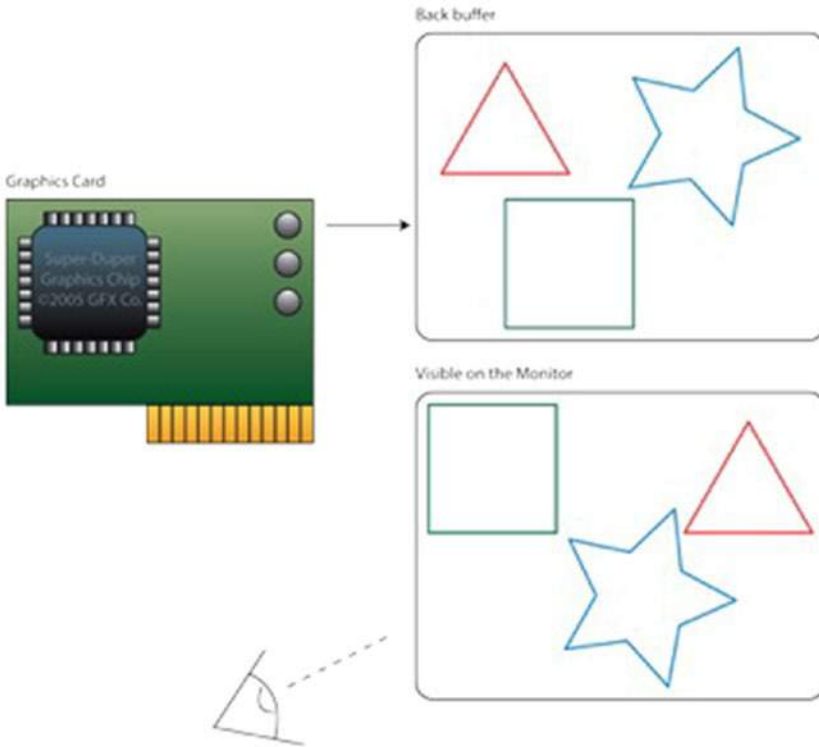 Back buffer
Graphics Card
Super-Duper
Graphics Chip
©2005 GFX Co.
Visible on the Monitor